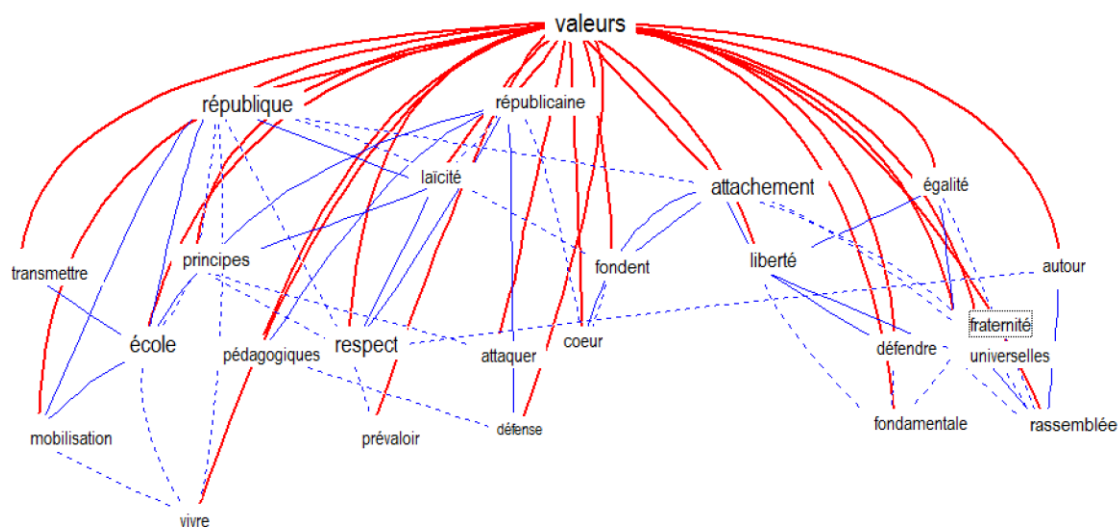 valeurs
république
républicaine
laïcité
attachement
égalité
transmettre
principes
fondent
liberté
autour
fraternité
école
pédagogiques
respect
attaquer
coeur
défendre
universelles
mobilisation
prévaloir
défense
fondamentale
rassemblée
vivre